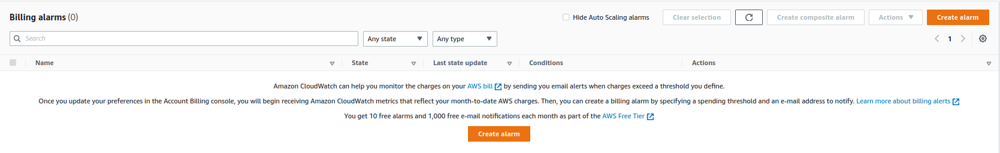 Billing alarms (0)
Hide Auto Scaling alarms
Clear selection
Create composite alarm
Actions
Create alarm
Search
Any state
Any type
1
Name
State
Last state update
Conditions
Actions
Amazon CloudWatch can help you monitor the charges on your AWS bill by sending you email alerts when charges exceed a threshold you define.
Once you update your preferences in the Account Billing console, you will begin receiving Amazon CloudWatch metrics that reflect your month-to-date AWS charges. Then, you can create a billing alarm by specifying a spending threshold and an e-mail address to notify. Learn more about billing alerts
You get 10 free alarms and 1,000 free e-mail notifications each month as part of the AWS Free Tier
Create alarm